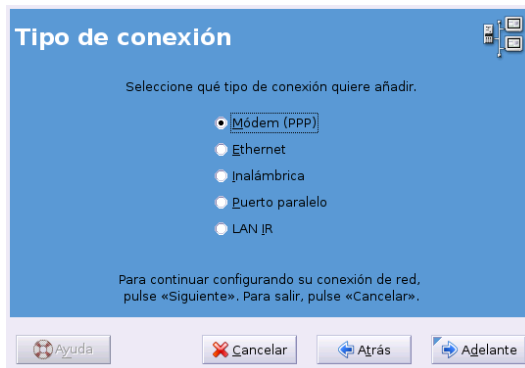 Tipo de conexión
Seleccione qué tipo de conexión quiere añadir.
Módem (PPP)
Ethernet
Inalámbrica
Puerto paralelo
LAN IR
Para continuar configurando su conexión de red,
pulse «Siguiente». Para salir, pulse «Cancelar».
Ayuda Cancelar Atrás Adelante